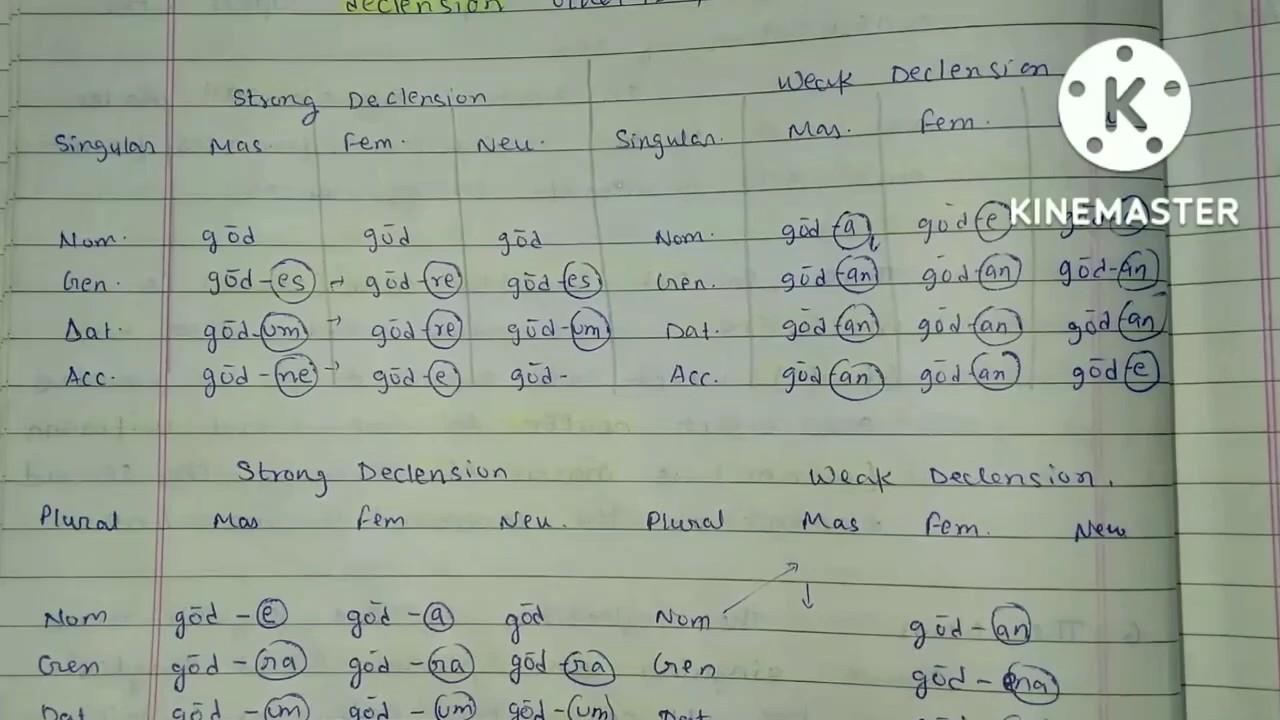 declension
Strong Declension Weak Declension
Singular Mas. Fem. Neu. Singular. Mas. Fem.
KINEMASTER
Nom. gōd gōd gōd Nom. gōd-a gōd-e
Gen. gōd-es → gōd-re gōd-es Gen. gōd-an gōd-an gōd-an
Dat. gōd-um → gōd-re gōd-um Dat. gōd-an gōd-an gōd-an
Acc. gōd-ne → gōd-e gōd- Acc. gōd-an gōd-an gōd-e
Strong Declension Weak Declension.
Plural Mas Fem Neu. Plural Mas. Fem. Neu
Nom gōd-e gōd-a gōd Nom gōd-an
Gen gōd-ra gōd-ra gōd-ra Gen gōd-ena
Dat gōd-um gōd-um gōd-um Dat